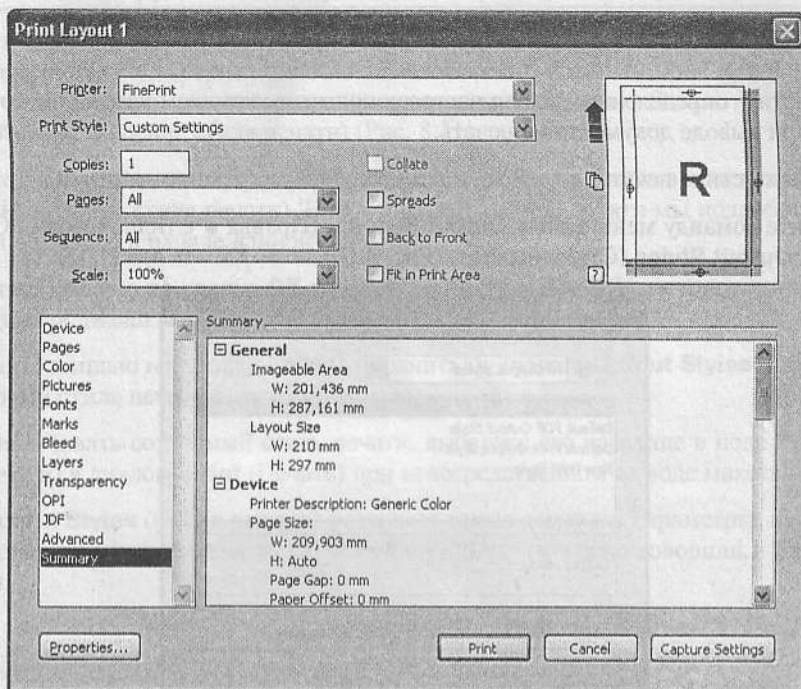 Print Layout 1
Printer: FinePrint
Print Style: Custom Settings
Copies: 1
Collate
Pages: All
Spreads
Sequence: All
Back to Front
Scale: 100%
Fit in Print Area
R
?
Device
Pages
Color
Pictures
Fonts
Marks
Bleed
Layers
Transparency
OPI
JDF
Advanced
Summary
Summary
General
Imageable Area
W: 201,436 mm
H: 287,161 mm
Layout Size
W: 210 mm
H: 297 mm
Device
Printer Description: Generic Color
Page Size:
W: 209,903 mm
H: Auto
Page Gap: 0 mm
Paper Offset: 0 mm
Properties...
Print
Cancel
Capture Settings